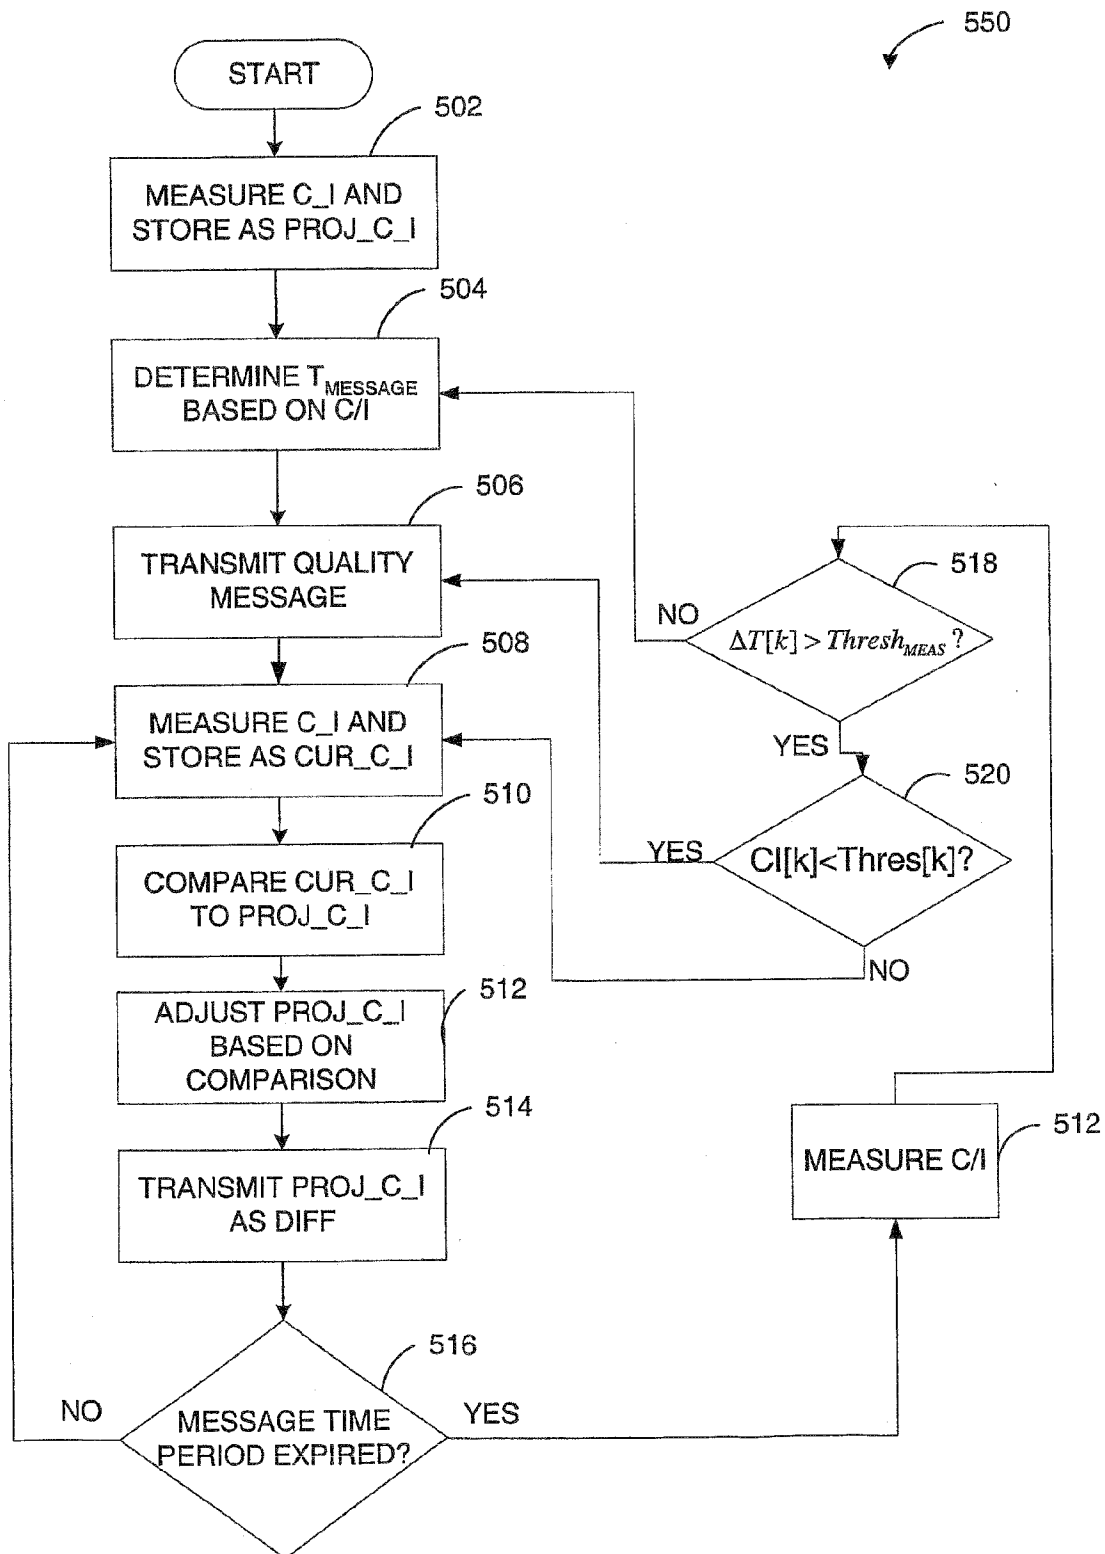 550
START
502
MEASURE C_I AND
STORE AS PROJ_C_I
504
DETERMINE T_MESSAGE
BASED ON C/I
506
TRANSMIT QUALITY
MESSAGE
508
MEASURE C_I AND
STORE AS CUR_C_I
510
COMPARE CUR_C_I
TO PROJ_C_I
512
ADJUST PROJ_C_I
BASED ON
COMPARISON
514
TRANSMIT PROJ_C_I
AS DIFF
516
MESSAGE TIME
PERIOD EXPIRED?
NO
YES
512
MEASURE C/I
518
ΔT[k] > Thresh_MEAS ?
NO
YES
520
CI[k]<Thres[k]?
YES
NO